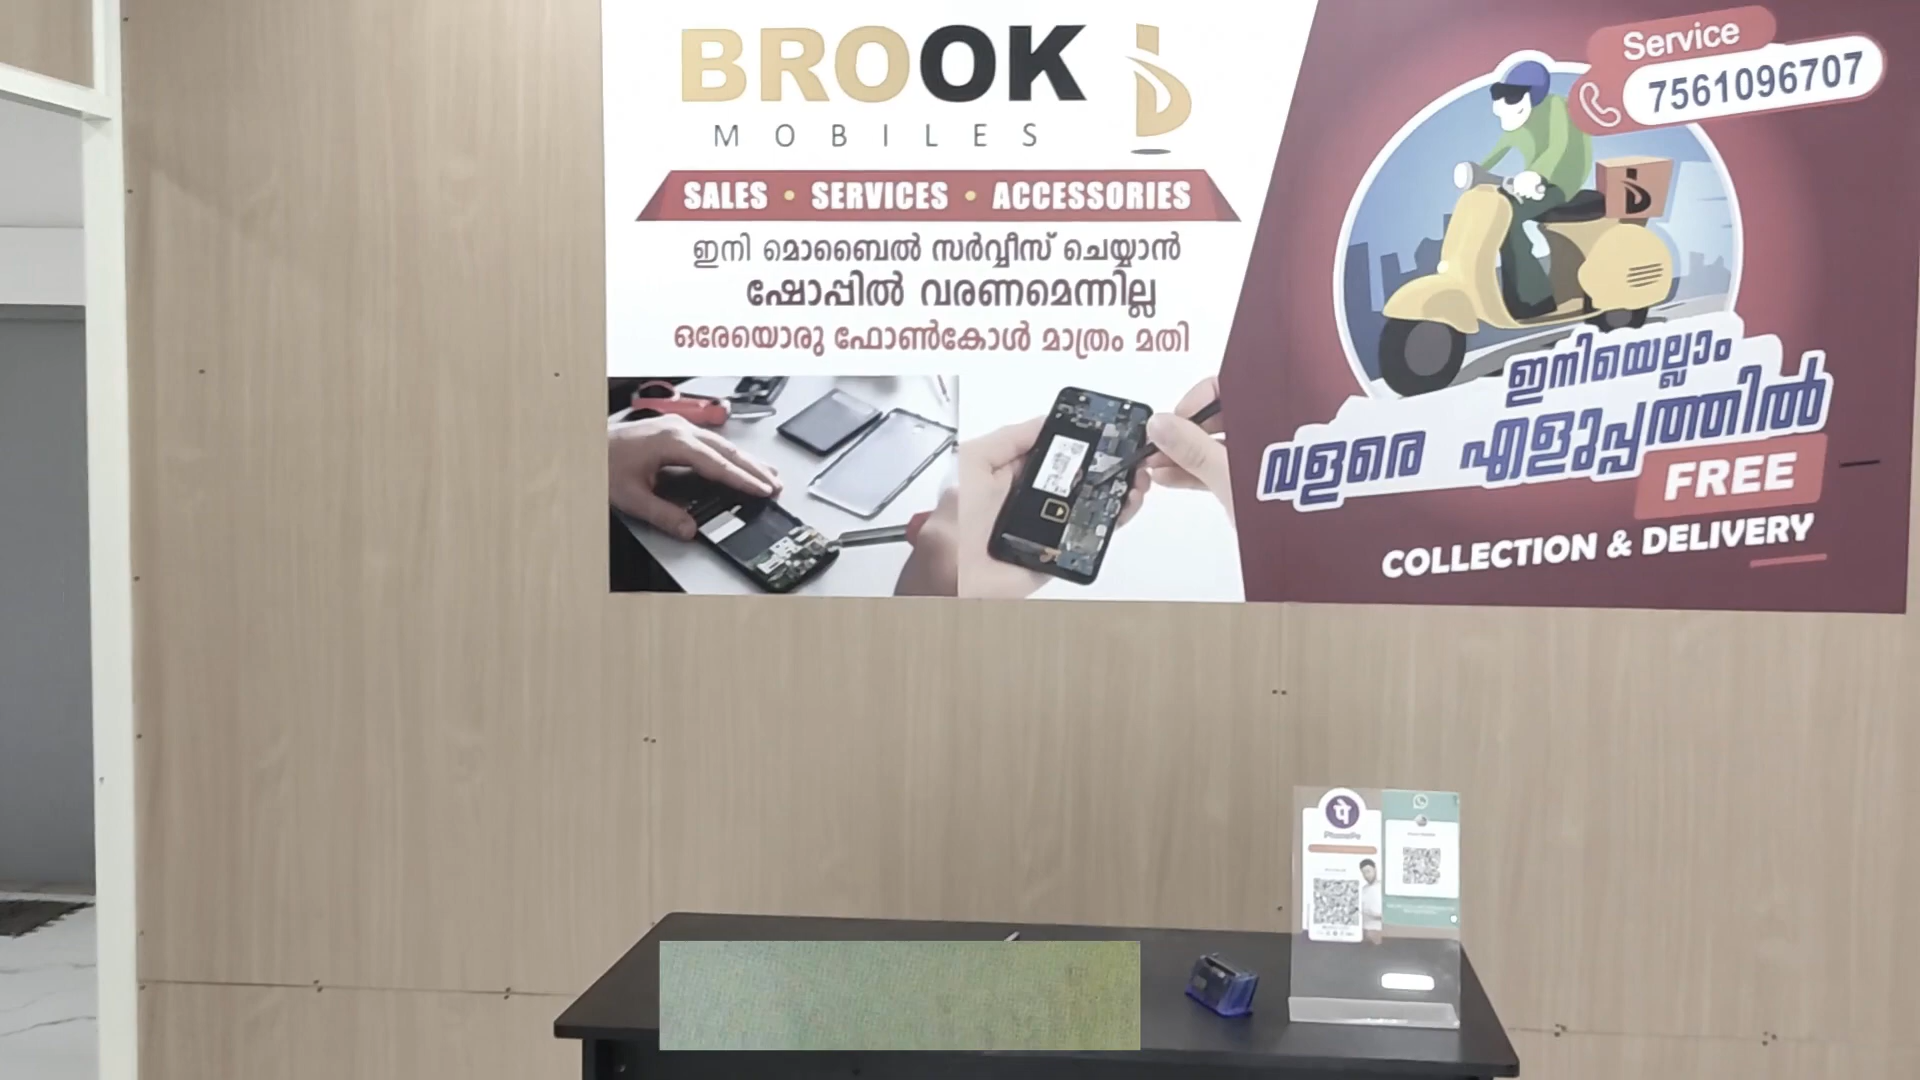 BROOK
MOBILES
SALES • SERVICES • ACCESSORIES
ഇനി മൊബൈൽ സർവ്വീസ് ചെയ്യാൻ
ഷോപ്പിൽ വരണമെന്നില്ല
ഒരേയൊരു ഫോൺകോൾ മാത്രം മതി
Service
7561096707
ഇനിയെല്ലാം
വളരെ എളുപ്പത്തിൽ
FREE
COLLECTION & DELIVERY
पे
PhonePe